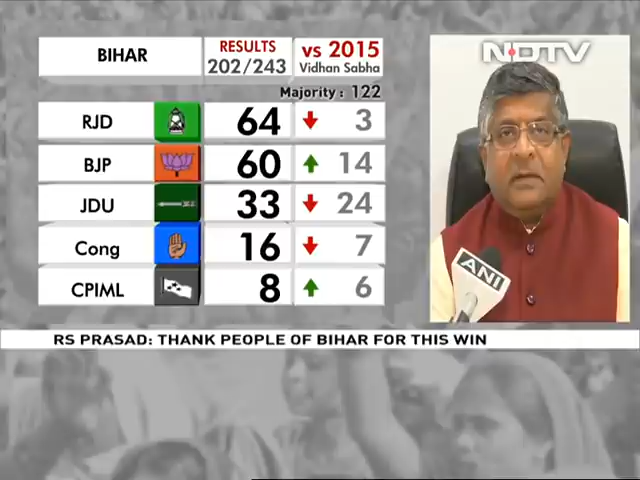 BIHAR
RESULTS
202/243
vs 2015
Vidhan Sabha
Majority : 122
RJD 64 3
BJP 60 14
JDU 33 24
Cong 16 7
CPIML 8 6
NDTV
ANI
RS PRASAD: THANK PEOPLE OF BIHAR FOR THIS WIN